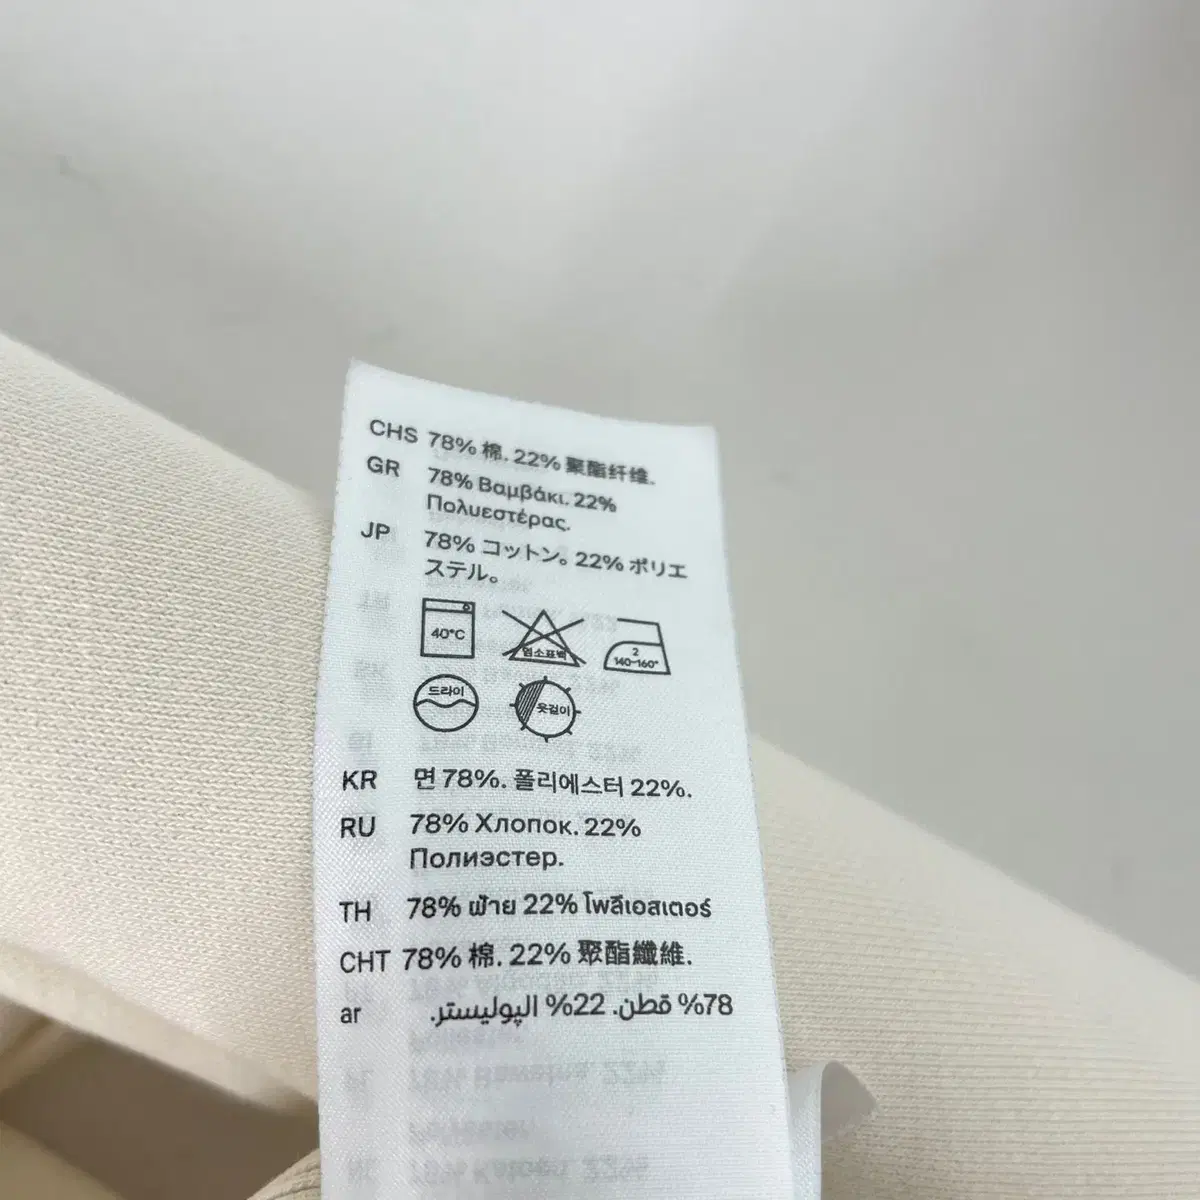 CHS 78% 棉. 22% 聚酯纤维.
GR 78% Βαμβάκι. 22%
Πολυεστέρας.
JP 78% コットン。22% ポリエ
ステル。
40°C
염소표백
2
140-160°
드라이
옷걸이
KR 면 78%. 폴리에스터 22%.
RU 78% Хлопок. 22%
Полиэстер.
TH 78% ฝ้าย 22% โพลีเอสเตอร์
CHT 78% 棉. 22% 聚酯纖維.
ar 78% قطن. 22% الپوليستر.